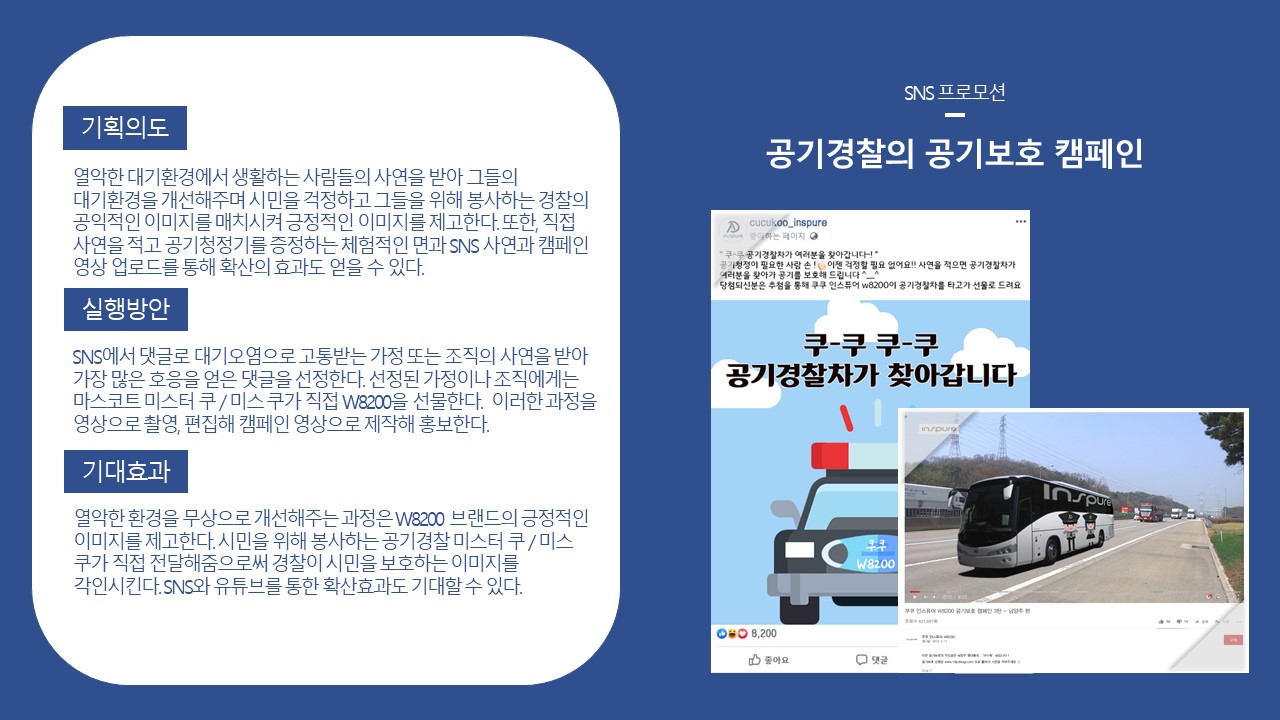 기획의도
열악한 대기환경에서 생활하는 사람들의 사연을 받아 그들의
대기환경을 개선해주며 시민을 걱정하고 그들을 위해 봉사하는 경찰의
공익적인 이미지를 매치시켜 긍정적인 이미지를 제고한다. 또한, 직접
사연을 적고 공기청정기를 증정하는 체험적인 면과 SNS 사연과 캠페인
영상 업로드를 통해 확산의 효과도 얻을 수 있다.
실행방안
SNS에서 댓글로 대기오염으로 고통받는 가정 또는 조직의 사연을 받아
가장 많은 호응을 얻은 댓글을 선정한다. 선정된 가정이나 조직에게는
마스코트 미스터 쿠 / 미스 쿠가 직접 W8200을 선물한다. 이러한 과정을
영상으로 촬영, 편집해 캠페인 영상으로 제작해 홍보한다.
기대효과
열악한 환경을 무상으로 개선해주는 과정은 W8200 브랜드의 긍정적인
이미지를 제고한다. 시민을 위해 봉사하는 공기경찰 미스터 쿠 / 미스
쿠가 직접 전달해줌으로써 경찰이 시민을 보호하는 이미지를
각인시킨다. SNS와 유튜브를 통한 확산효과도 기대할 수 있다.
SNS 프로모션
공기경찰의 공기보호 캠페인
cucukoo_inspure
좋아하는 페이지
" 쿠-쿠 공기경찰차가 여러분을 찾아갑니다~! "
공기청정이 필요한 사람 손 ! 이젠 걱정할 필요 없어요!! 사연을 적으면 공기경찰차가
여러분을 찾아가 공기를 보호해 드립니다 ^__^
당첨되신분은 추첨을 통해 쿠쿠 인스퓨어 w8200이 공기경찰차를 타고가 선물로 드려요
쿠-쿠 쿠-쿠
공기경찰차가 찾아갑니다
쿠쿠
W8200
8,200
좋아요
댓글
inspure
inspure
쿠쿠 인스퓨어 W8200 공기보호 캠페인 3탄 - 남양주 편
쿠쿠 인스퓨어 W8200